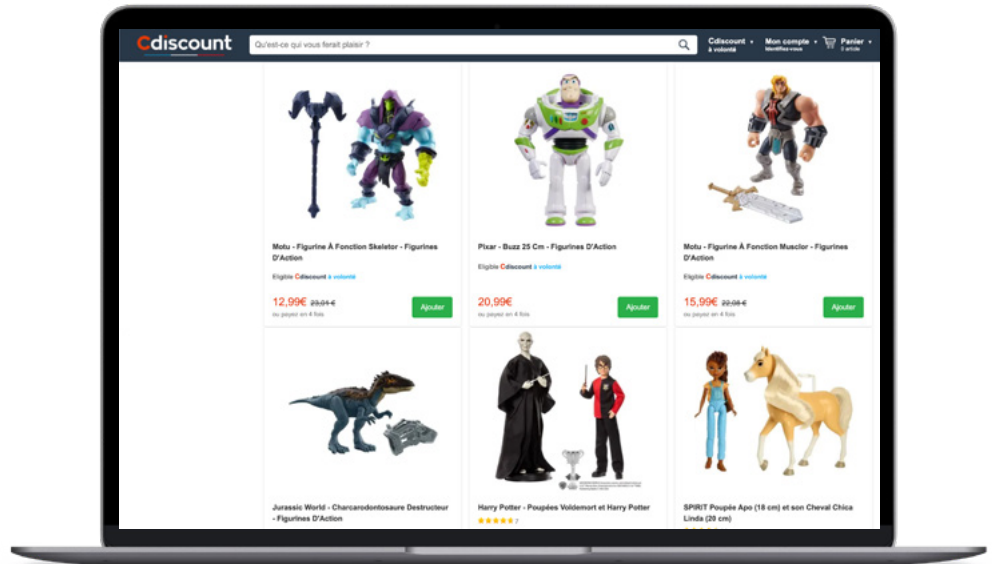 Cdiscount
Qu'est-ce qui vous ferait plaisir ?
Cdiscount
à volonté
Mon compte
Identifiez-vous
Panier
Motu - Figurine À Fonction Skeletor - Figurines
D'Action
Eligible Cdiscount à volonté
12,99€ 23,01 €
ou payez en 4 fois
Ajouter
Pixar - Buzz 25 Cm - Figurines D'Action
Eligible Cdiscount à volonté
20,99€
ou payez en 4 fois
Ajouter
Motu - Figurine À Fonction Musclor - Figurines
D'Action
Eligible Cdiscount à volonté
15,99€ 22,08 €
ou payez en 4 fois
Ajouter
Jurassic World - Charcarodontosaure Destructeur
- Figurines D'Action
Harry Potter - Poupées Voldemort et Harry Potter
7
SPIRIT Poupée Apo (18 cm) et son Cheval Chica
Linda (20 cm)